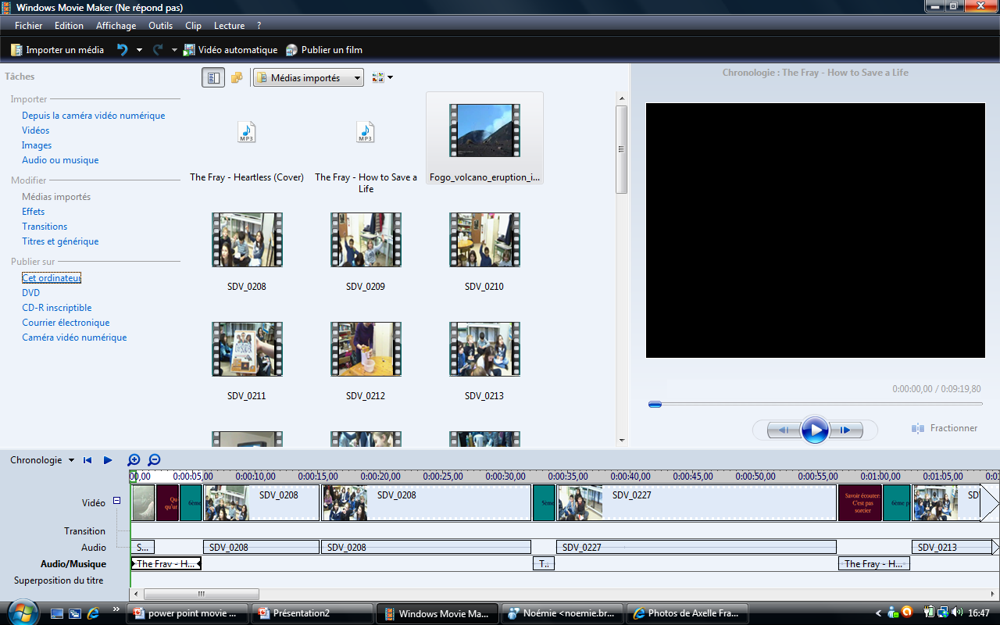 Windows Movie Maker (Ne répond pas)
Fichier Edition Affichage Outils Clip Lecture ?
Importer un média Vidéo automatique Publier un film
Tâches
Importer
Depuis la caméra vidéo numérique
Vidéos
Images
Audio ou musique
Modifier
Médias importés
Effets
Transitions
Titres et générique
Publier sur
Cet ordinateur
DVD
CD-R inscriptible
Courrier électronique
Caméra vidéo numérique
Médias importés
MP3 MP3
The Fray - Heartless (Cover) The Fray - How to Save a Life Fogo_volcano_eruption_i...
SDV_0208 SDV_0209 SDV_0210
SDV_0211 SDV_0212 SDV_0213
Chronologie : The Fray - How to Save a Life
0:00:00,00 / 0:09:19,80
Fractionner
Chronologie
00,00 0:00:05,00 0:00:10,00 0:00:15,00 0:00:20,00 0:00:25,00 0:00:30,00 0:00:35,00 0:00:40,00 0:00:45,00 0:00:50,00 0:00:55,00 0:01:00,00 0:01:05,00 0:0
Vidéo Qu qu'un 6ème SDV_0208 SDV_0208 5ème SDV_0227 Savoir écouter: C'est pas sorcier 6ème p SD
Transition
Audio S... SDV_0208 SDV_0208 SDV_0227 SDV_0213
Audio/Musique The Fray - H... T... The Fray - H...
Superposition du titre
power point movie ... Présentation2 Windows Movie Ma... Noémie <noemie.br... Photos de Axelle Fra... 16:47